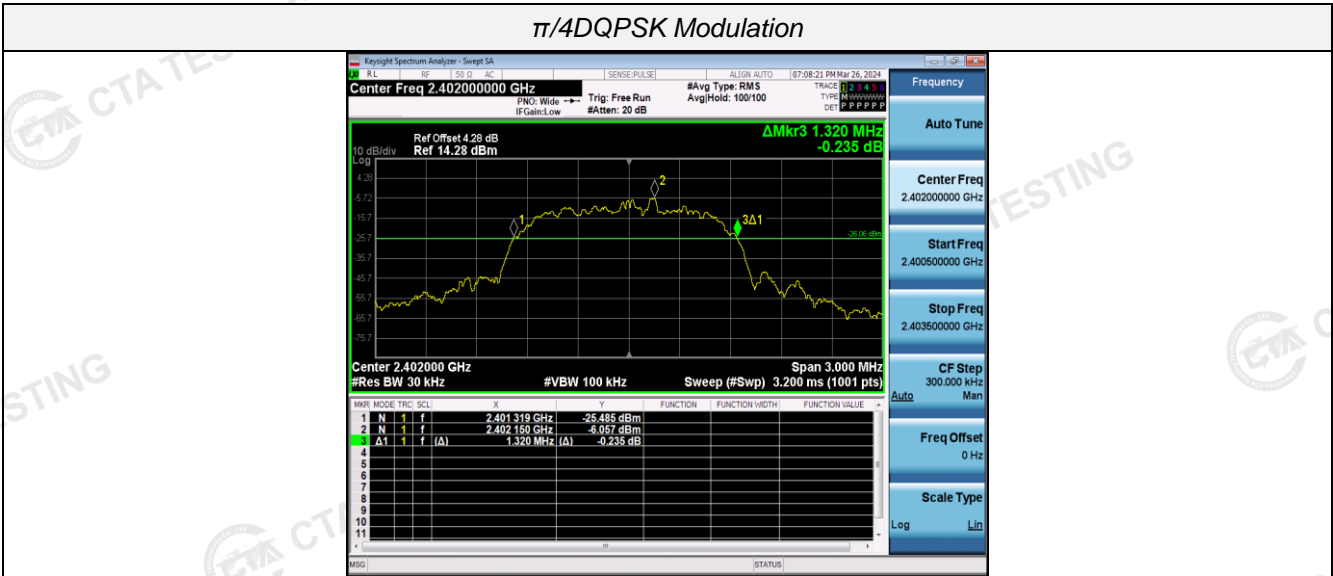 π/4DQPSK Modulation
Keysight Spectrum Analyzer - Swept SA
RL RF 50 Ω AC SENSE:PULSE ALIGN AUTO 07:08:21 PM Mar 26, 2024
Center Freq 2.402000000 GHz
PNO: Wide
IFGain:Low
Trig: Free Run
#Atten: 20 dB
#Avg Type: RMS
Avg|Hold: 100/100
TRACE 1 2 3 4 5 6
TYPE M WWWWW
DET P P P P P P
Frequency
Auto Tune
Center Freq
2.402000000 GHz
Start Freq
2.400500000 GHz
Stop Freq
2.403500000 GHz
CF Step
300.000 kHz
Auto Man
Freq Offset
0 Hz
Scale Type
Log Lin
Ref Offset 4.28 dB
10 dB/div Ref 14.28 dBm
Log
ΔMkr3 1.320 MHz
-0.235 dB
4.28
-5.72
-15.7
-25.7
-35.7
-45.7
-55.7
-65.7
-75.7
1
2
3Δ1
-26.06 dBm
Center 2.402000 GHz Span 3.000 MHz
#Res BW 30 kHz #VBW 100 kHz Sweep (#Swp) 3.200 ms (1001 pts)
MKR MODE TRC SCL X Y FUNCTION FUNCTION WIDTH FUNCTION VALUE
1 N 1 f 2.401 319 GHz -25.485 dBm
2 N 1 f 2.402 150 GHz -6.057 dBm
3 Δ1 1 f (Δ) 1.320 MHz (Δ) -0.235 dB
4
5
6
7
8
9
10
11
MSG STATUS
CTA TESTING
TESTING
STING
CTA